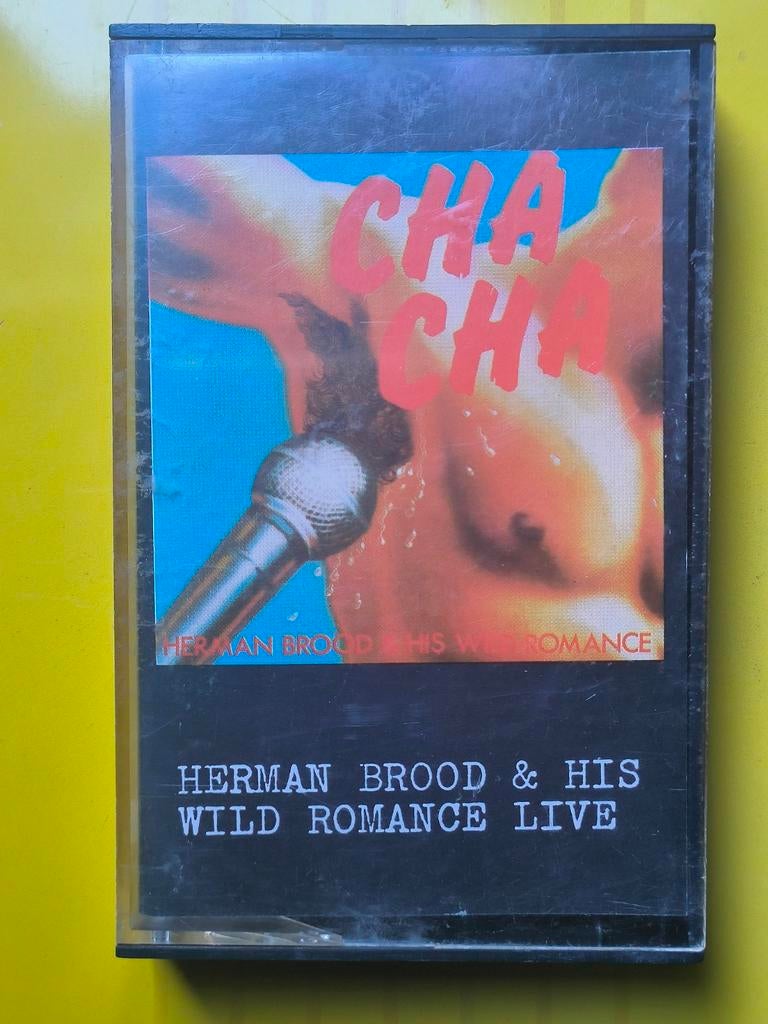 CHA
CHA
HERMAN BROOD & HIS WILD ROMANCE
HERMAN BROOD & HIS
WILD ROMANCE LIVE